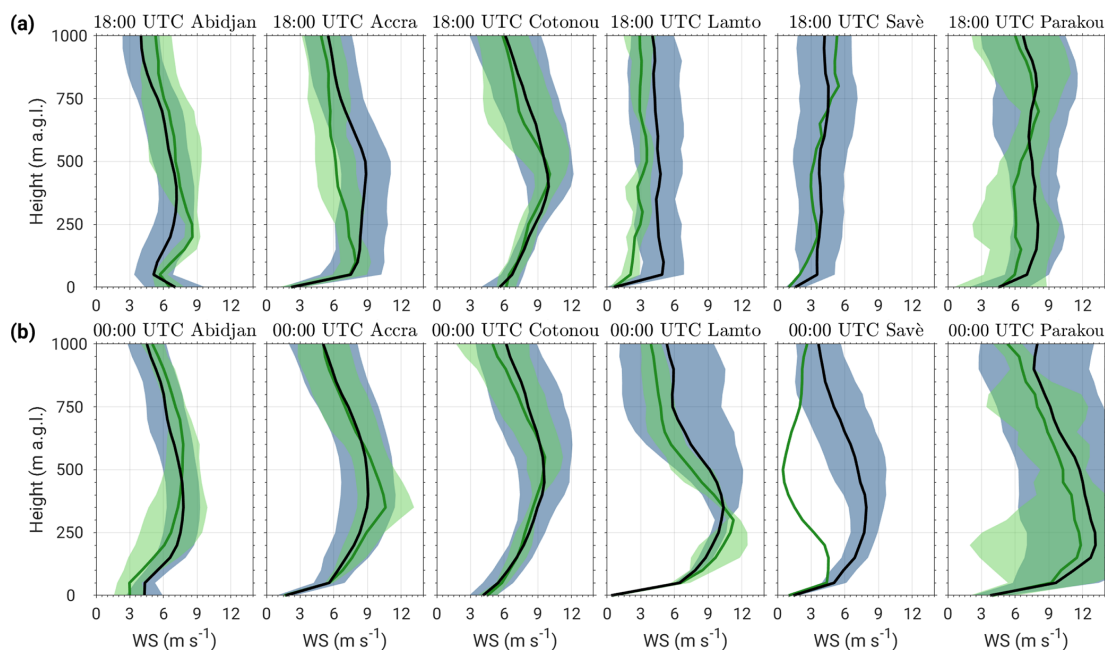 (a) 18:00 UTC Abidjan 18:00 UTC Accra 18:00 UTC Cotonou 18:00 UTC Lamto 18:00 UTC Savè 18:00 UTC Parakou
1000
750
500
250
0
Height (m a.g.l.)
0 3 6 9 12 0 3 6 9 12 0 3 6 9 12 0 3 6 9 12 0 3 6 9 12 0 3 6 9 12
(b) 00:00 UTC Abidjan 00:00 UTC Accra 00:00 UTC Cotonou 00:00 UTC Lamto 00:00 UTC Savè 00:00 UTC Parakou
1000
750
500
250
0
Height (m a.g.l.)
0 3 6 9 12 0 3 6 9 12 0 3 6 9 12 0 3 6 9 12 0 3 6 9 12 0 3 6 9 12
WS (m s⁻¹) WS (m s⁻¹) WS (m s⁻¹) WS (m s⁻¹) WS (m s⁻¹) WS (m s⁻¹)